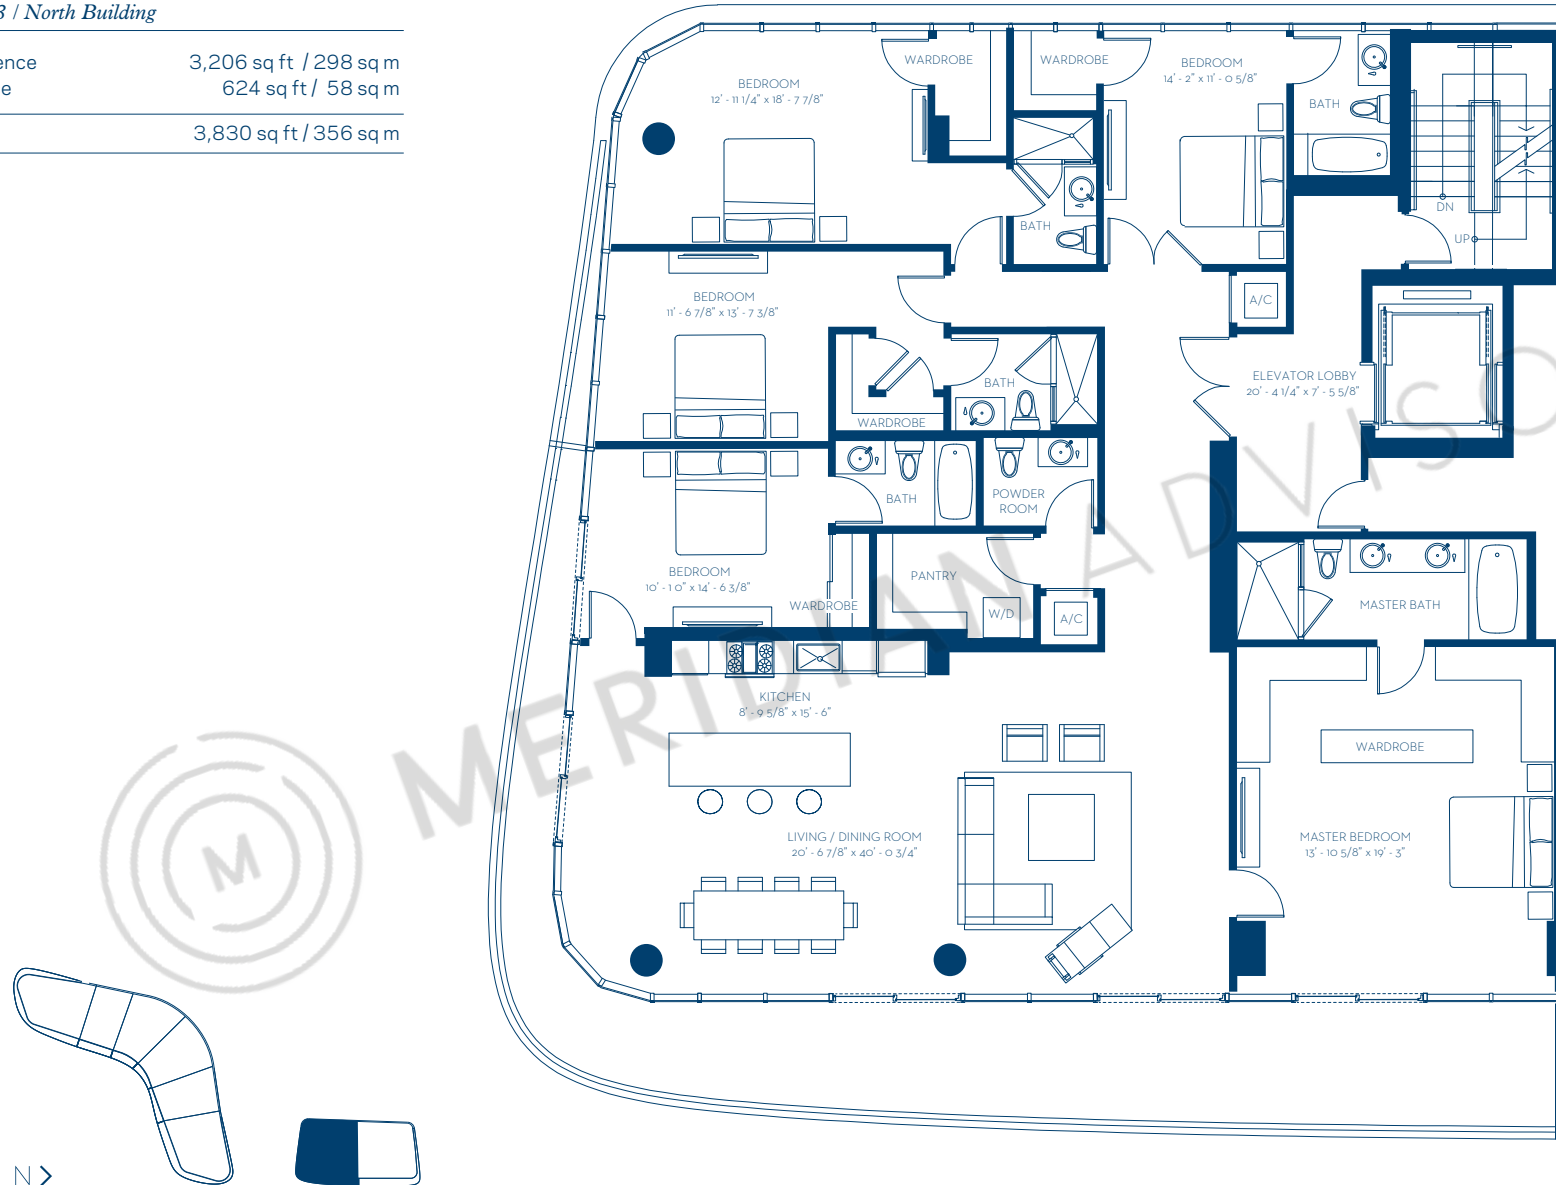 3 / North Building
ence 3,206 sq ft / 298 sq m
e 624 sq ft / 58 sq m
3,830 sq ft / 356 sq m
WARDROBE
WARDROBE
BEDROOM
14' - 2" x 11' - 0 5/8"
BEDROOM
12' - 11 1/4" x 18' - 7 7/8"
BATH
BATH
DN
UP
BEDROOM
11' - 6 7/8" x 13' - 7 3/8"
A/C
ELEVATOR LOBBY
20' - 4 1/4" x 7' - 5 5/8"
BATH
WARDROBE
BATH
POWDER
ROOM
BEDROOM
10' - 1 0" x 14' - 6 3/8"
WARDROBE
PANTRY
W/D
A/C
MASTER BATH
KITCHEN
8' - 9 5/8" x 15' - 6"
WARDROBE
LIVING / DINING ROOM
20' - 6 7/8" x 40' - 0 3/4"
MASTER BEDROOM
13' - 10 5/8" x 19' - 3"
M MERIDIAN ADVISO
N